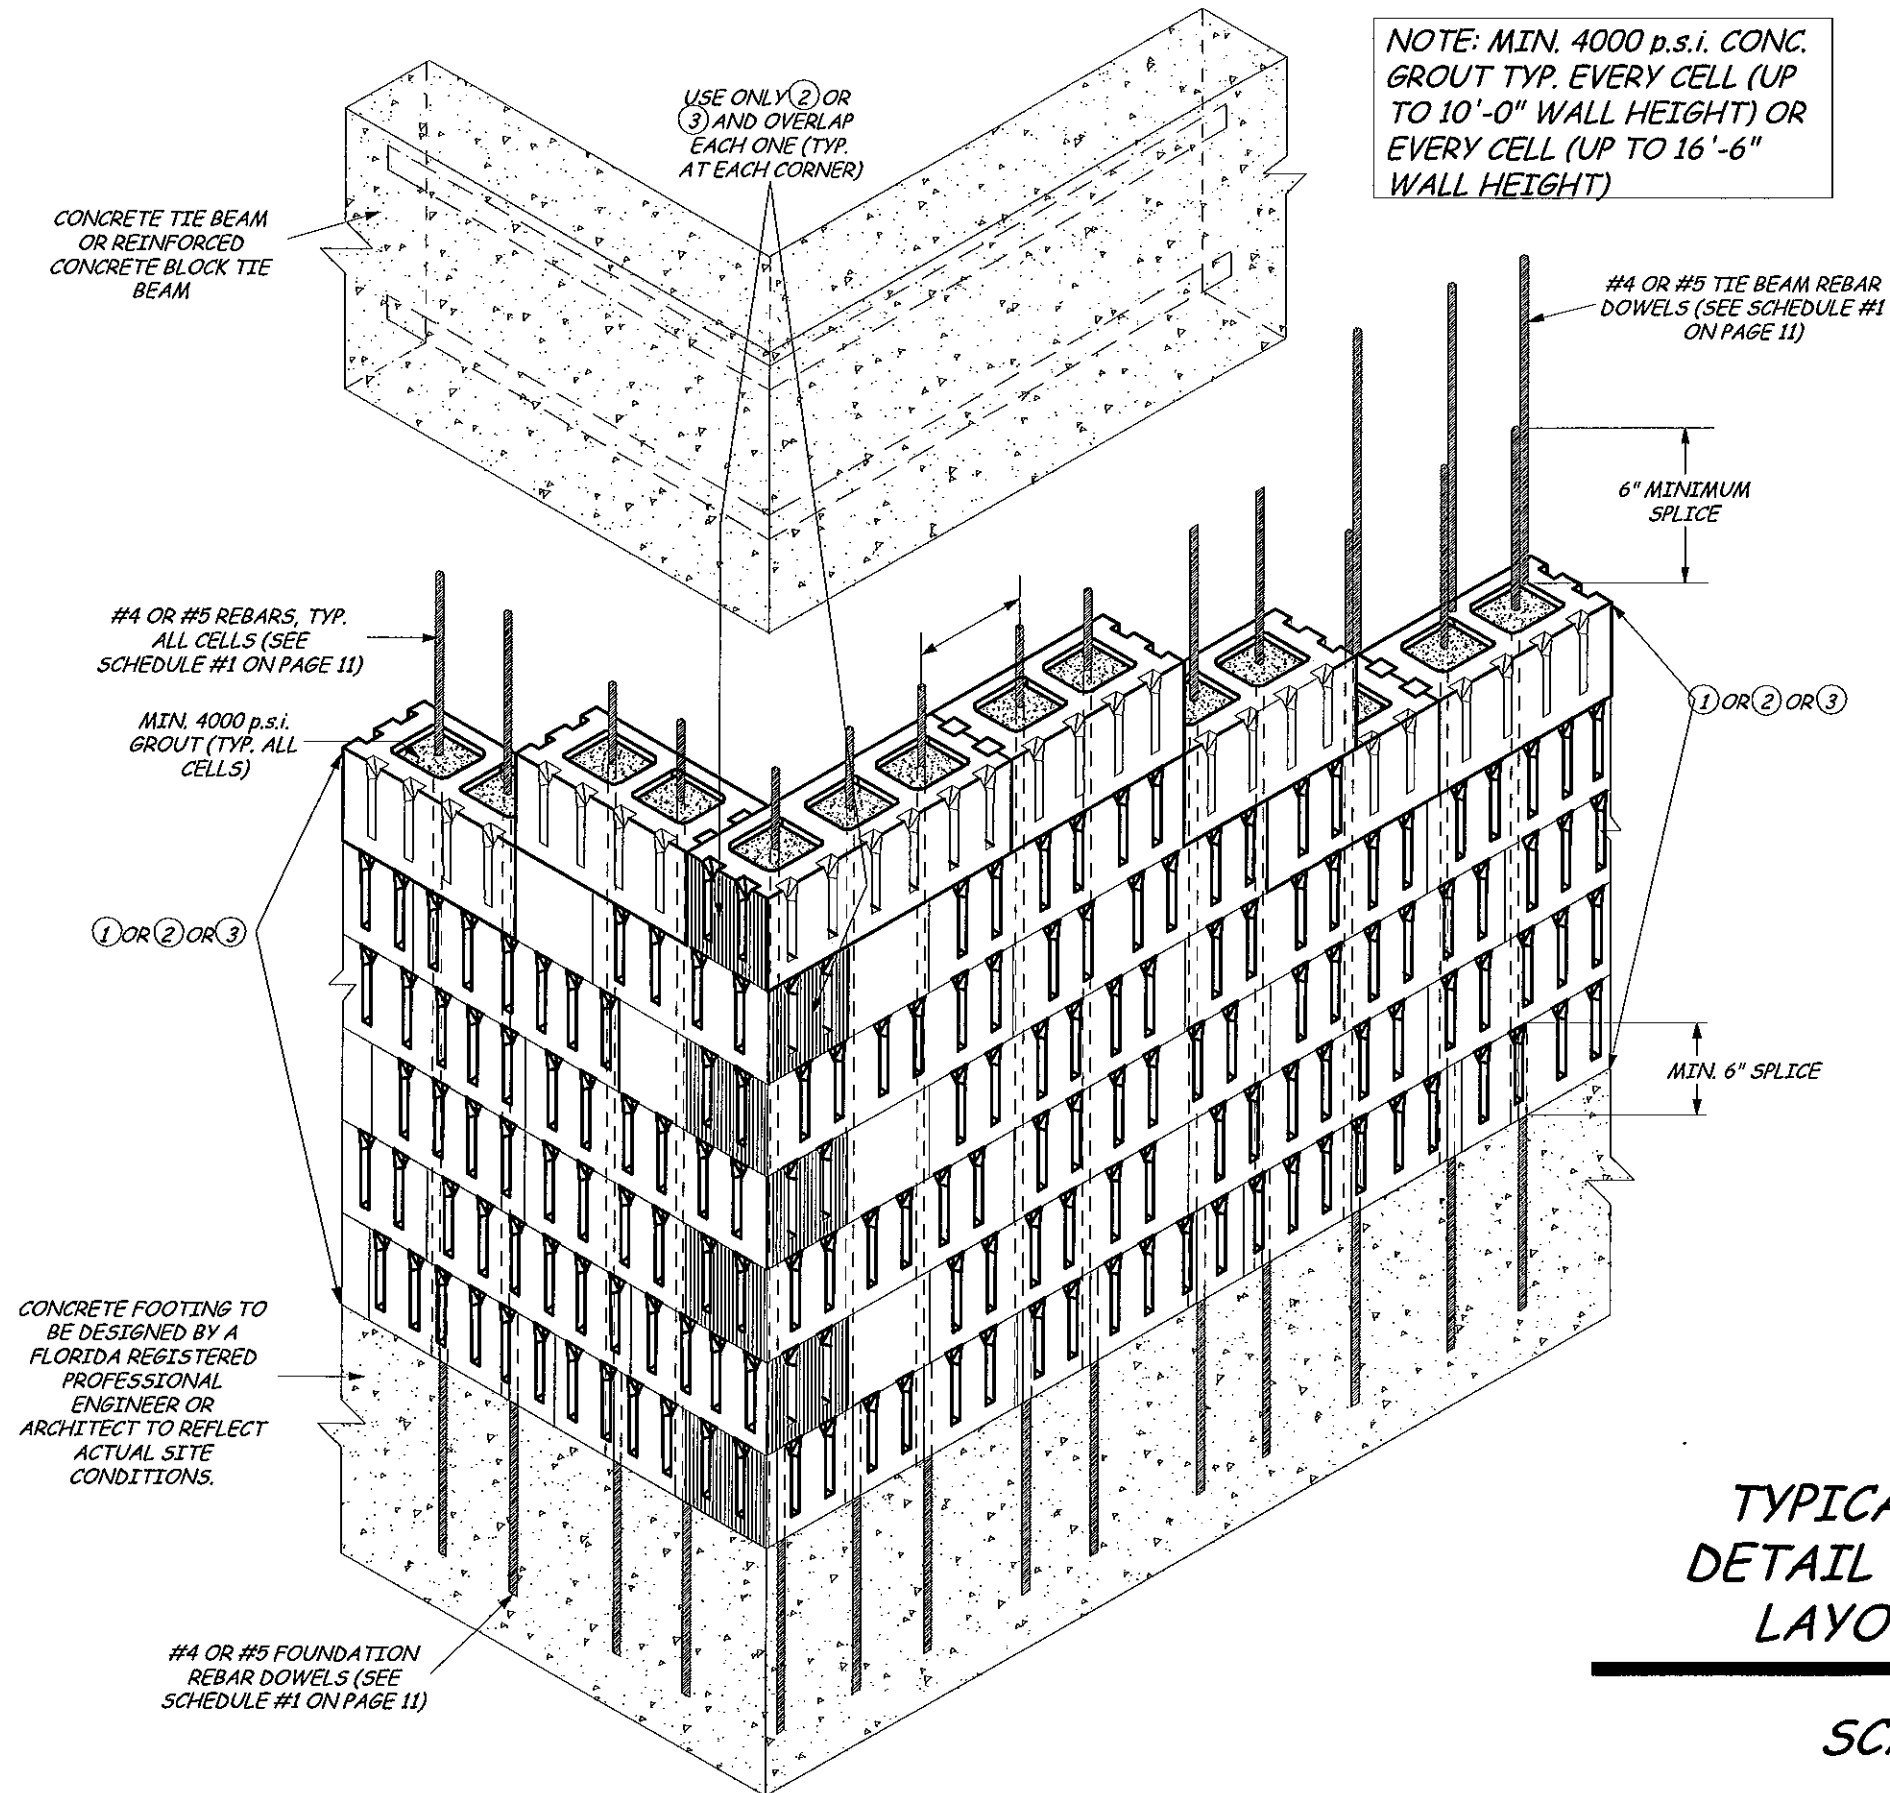 NOTE: MIN. 4000 p.s.i. CONC.
GROUT TYP. EVERY CELL (UP
TO 10'-0" WALL HEIGHT) OR
EVERY CELL (UP TO 16'-6"
WALL HEIGHT)
USE ONLY 2 OR
3 AND OVERLAP
EACH ONE (TYP.
AT EACH CORNER)
CONCRETE TIE BEAM
OR REINFORCED
CONCRETE BLOCK TIE
BEAM
#4 OR #5 TIE BEAM REBAR
DOWELS (SEE SCHEDULE #1
ON PAGE 11)
6" MINIMUM
SPLICE
#4 OR #5 REBARS, TYP.
ALL CELLS (SEE
SCHEDULE #1 ON PAGE 11)
MIN. 4000 p.s.i.
GROUT (TYP. ALL
CELLS)
1 OR 2 OR 3
1 OR 2 OR 3
MIN. 6" SPLICE
CONCRETE FOOTING TO
BE DESIGNED BY A
FLORIDA REGISTERED
PROFESSIONAL
ENGINEER OR
ARCHITECT TO REFLECT
ACTUAL SITE
CONDITIONS.
#4 OR #5 FOUNDATION
REBAR DOWELS (SEE
SCHEDULE #1 ON PAGE 11)
TYPICA
DETAIL
LAYO
SCA